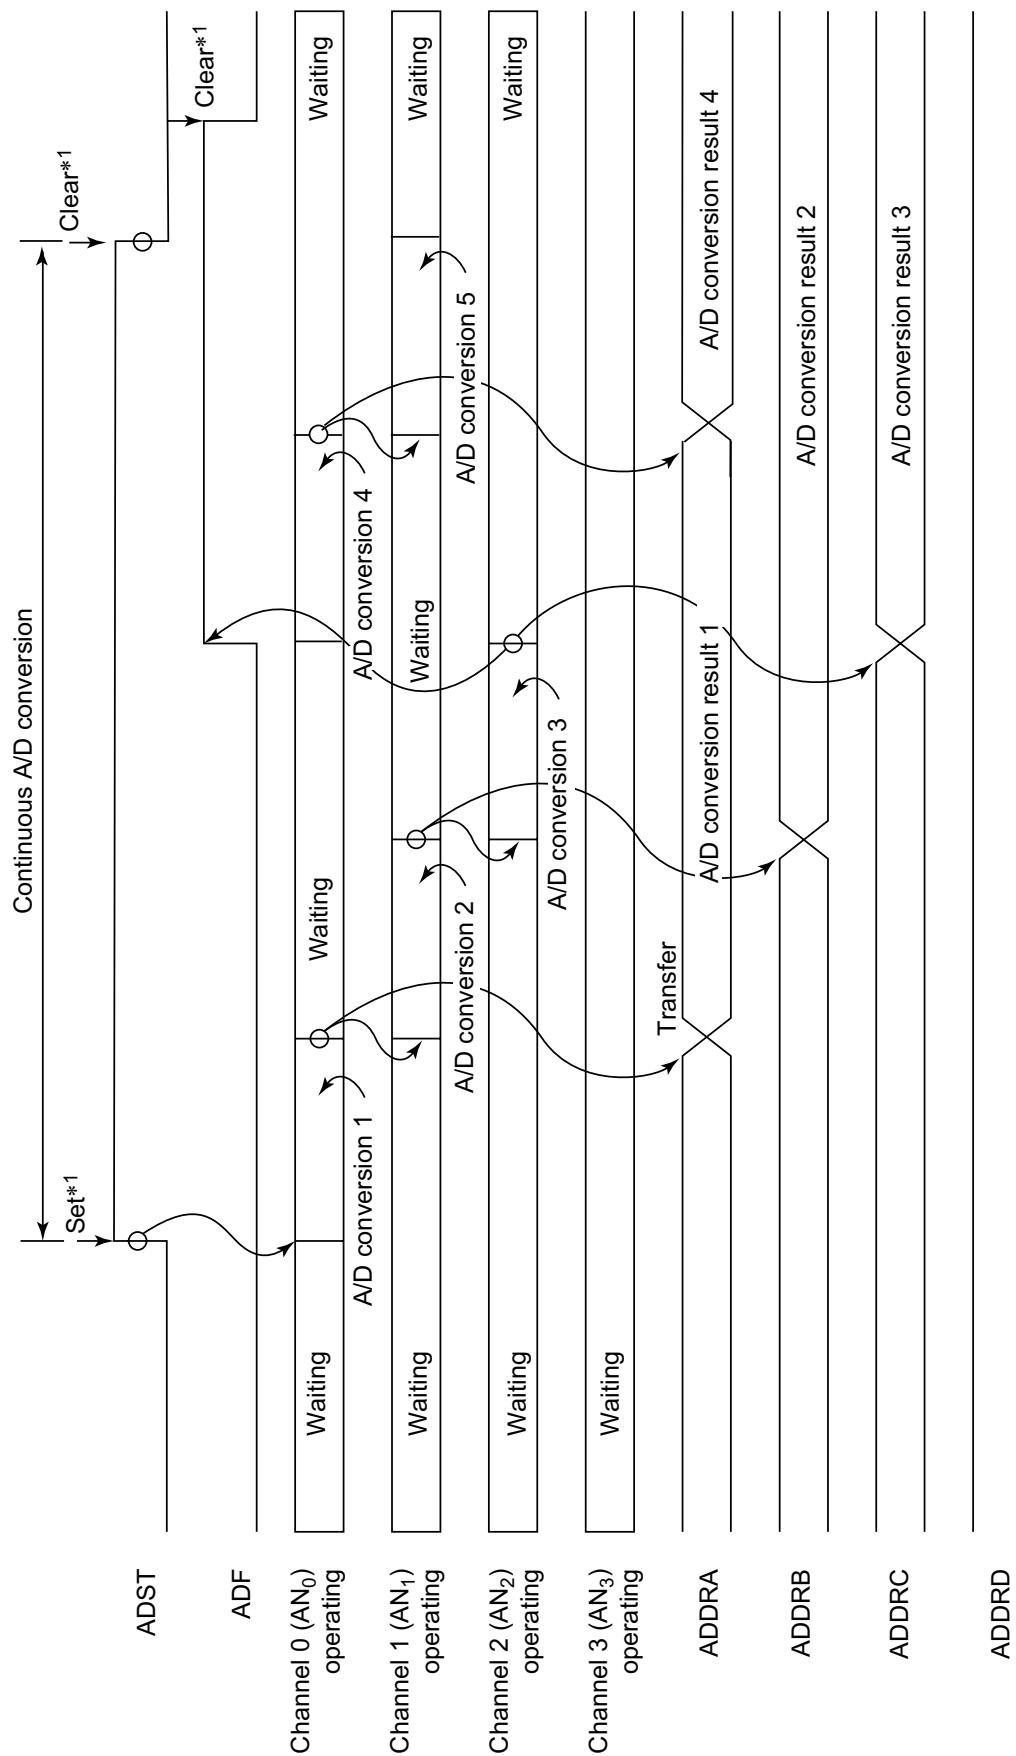 Continuous A/D conversion
Set*1
Clear*1
ADST
Clear*1
ADF
Channel 0 (AN0)
operating
Waiting
A/D conversion 1
Waiting
A/D conversion 4
Waiting
Channel 1 (AN1)
operating
Waiting
A/D conversion 2
Waiting
A/D conversion 5
Waiting
Channel 2 (AN2)
operating
Waiting
A/D conversion 3
Waiting
Channel 3 (AN3)
operating
Waiting
Transfer
ADDRA
A/D conversion result 1
A/D conversion result 4
ADDRB
A/D conversion result 2
ADDRC
A/D conversion result 3
ADDRD